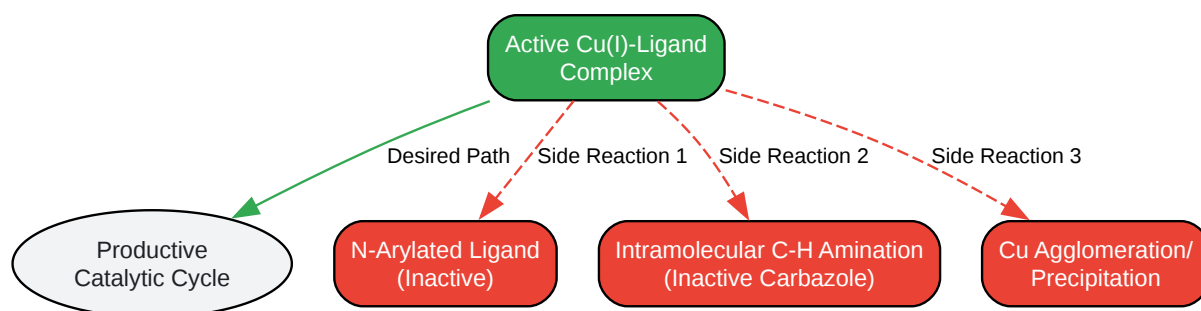 Active Cu(I)-Ligand
Complex
Desired Path
Side Reaction 1
Side Reaction 2
Side Reaction 3
Productive
Catalytic Cycle
N-Arylated Ligand
(Inactive)
Intramolecular C-H Amination
(Inactive Carbazole)
Cu Agglomeration/
Precipitation